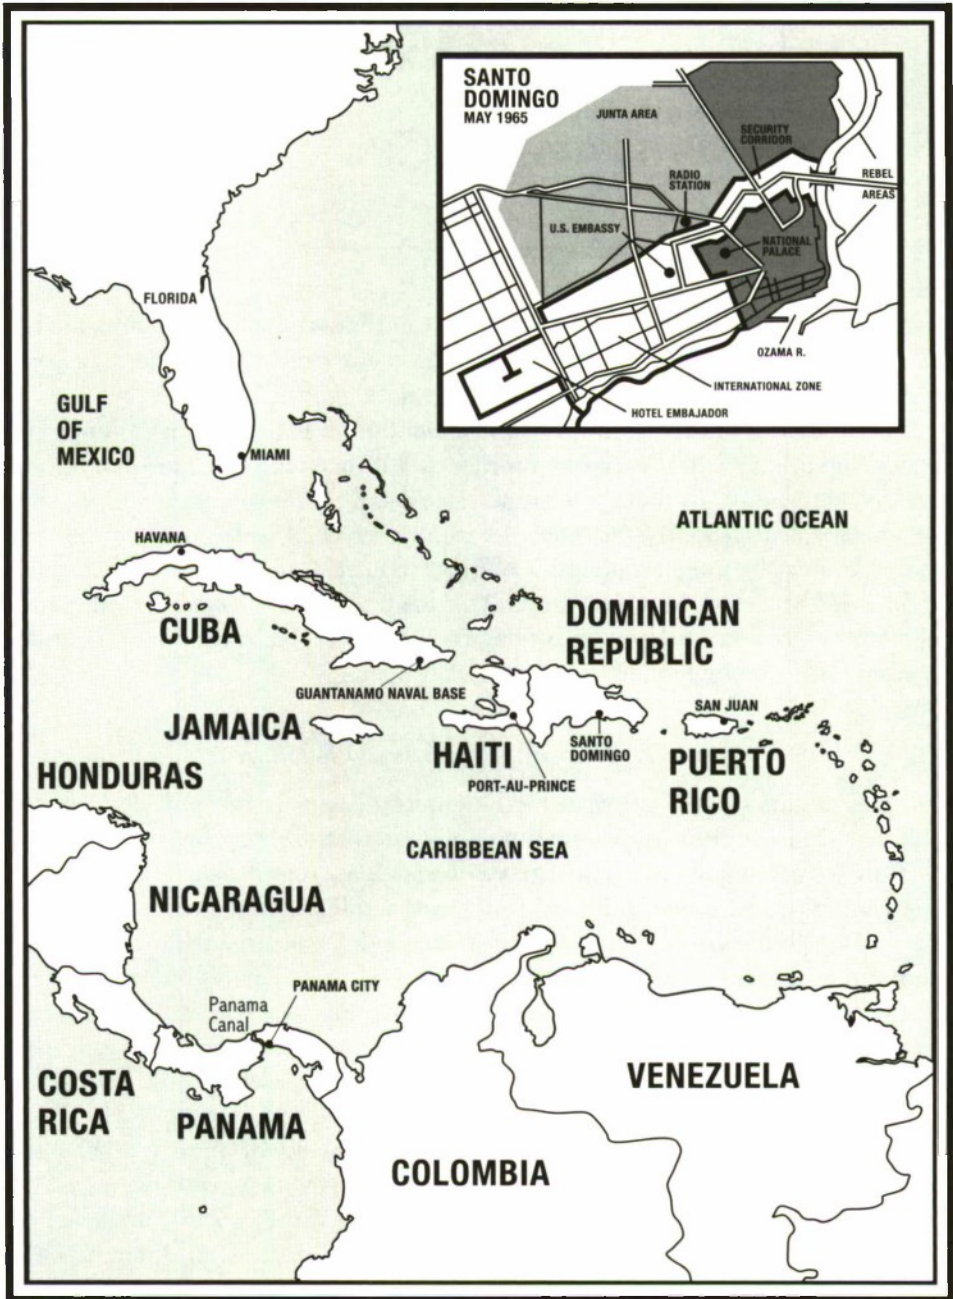 SANTO
DOMINGO
MAY 1965
JUNTA AREA
SECURITY
CORRIDOR
RADIO
STATION
REBEL
AREAS
U.S. EMBASSY
NATIONAL
PALACE
OZAMA R.
INTERNATIONAL ZONE
HOTEL EMBAJADOR
FLORIDA
GULF
OF
MEXICO
MIAMI
ATLANTIC OCEAN
HAVANA
CUBA
DOMINICAN
REPUBLIC
GUANTANAMO NAVAL BASE
JAMAICA
HAITI
SANTO
DOMINGO
SAN JUAN
PUERTO
RICO
PORT-AU-PRINCE
HONDURAS
CARIBBEAN SEA
NICARAGUA
PANAMA CITY
Panama
Canal
COSTA
RICA
PANAMA
VENEZUELA
COLOMBIA